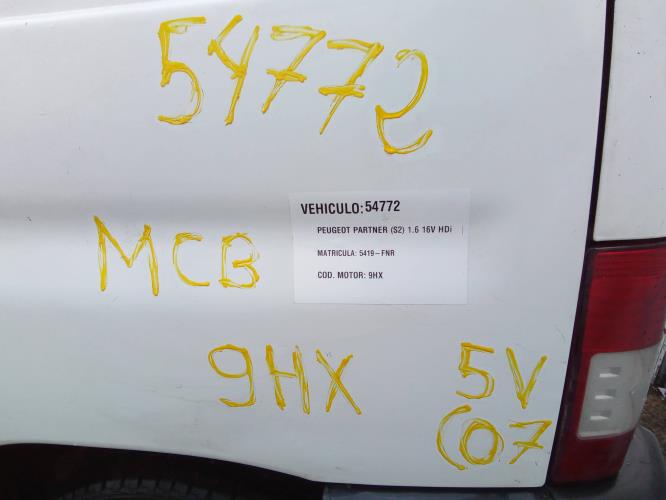 54772
VEHICULO: 54772
PEUGEOT PARTNER (S2) 1.6 16V HDi
MATRICULA: 5419-FNR
COD. MOTOR: 9HX
MCB
9HX
5V
(07